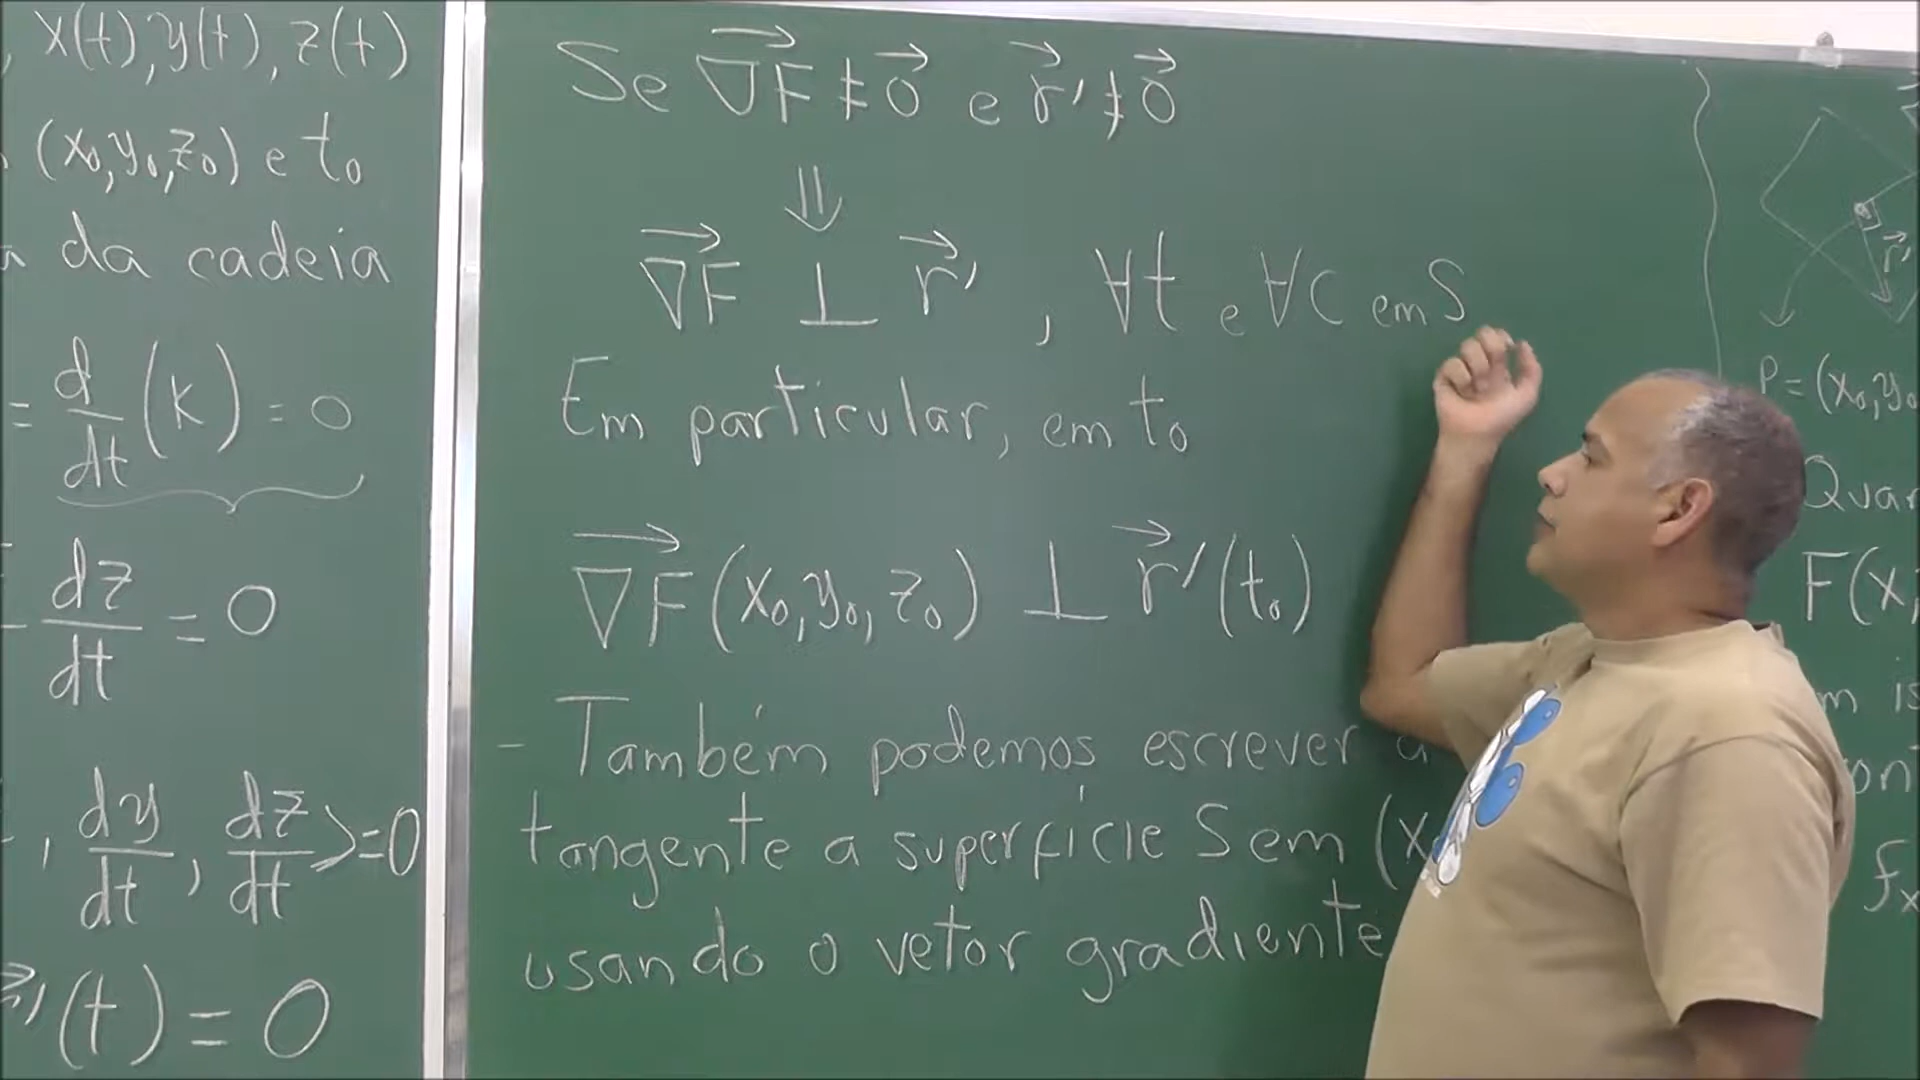 , x(t), y(t), z(t)
(x₀, y₀, z₀) e t₀
da cadeia
= d/dt (K) = 0
dz/dt = 0
, dy/dt, dz/dt > = 0
r⃗'(t) = 0
Se ∇F⃗ ≠ 0⃗ e r⃗' ≠ 0⃗
⇓
∇F⃗ ⊥ r⃗', ∀t e ∀C em S
Em particular, em t₀
∇F⃗(x₀, y₀, z₀) ⊥ r⃗'(t₀)
- Também podemos escrever a
tangente a superfície S em (x
usando o vetor gradiente
r⃗'
P = (x₀, y₀
F(x,
fx